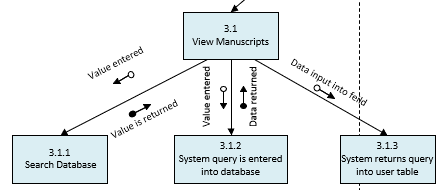 3.1
View Manuscripts
Value entered
Value is returned
Value entered
Data returned
Data input into ferld
3.1.1
Search Database
3.1.2
System query is entered
into database
3.1.3
System returns query
into user table